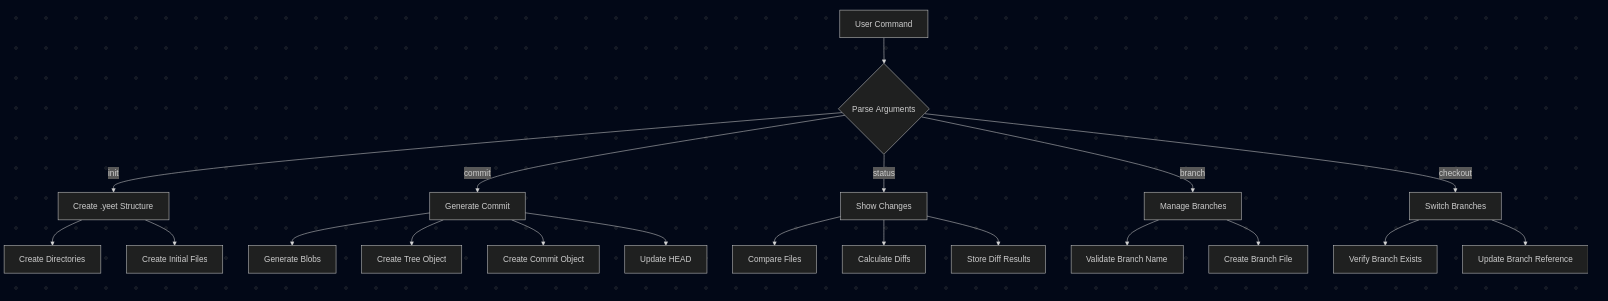 User Command
Parse Arguments
init
commit
status
branch
checkout
Create .yeet Structure
Generate Commit
Show Changes
Manage Branches
Switch Branches
Create Directories
Create Initial Files
Generate Blobs
Create Tree Object
Create Commit Object
Update HEAD
Compare Files
Calculate Diffs
Store Diff Results
Validate Branch Name
Create Branch File
Verify Branch Exists
Update Branch Reference